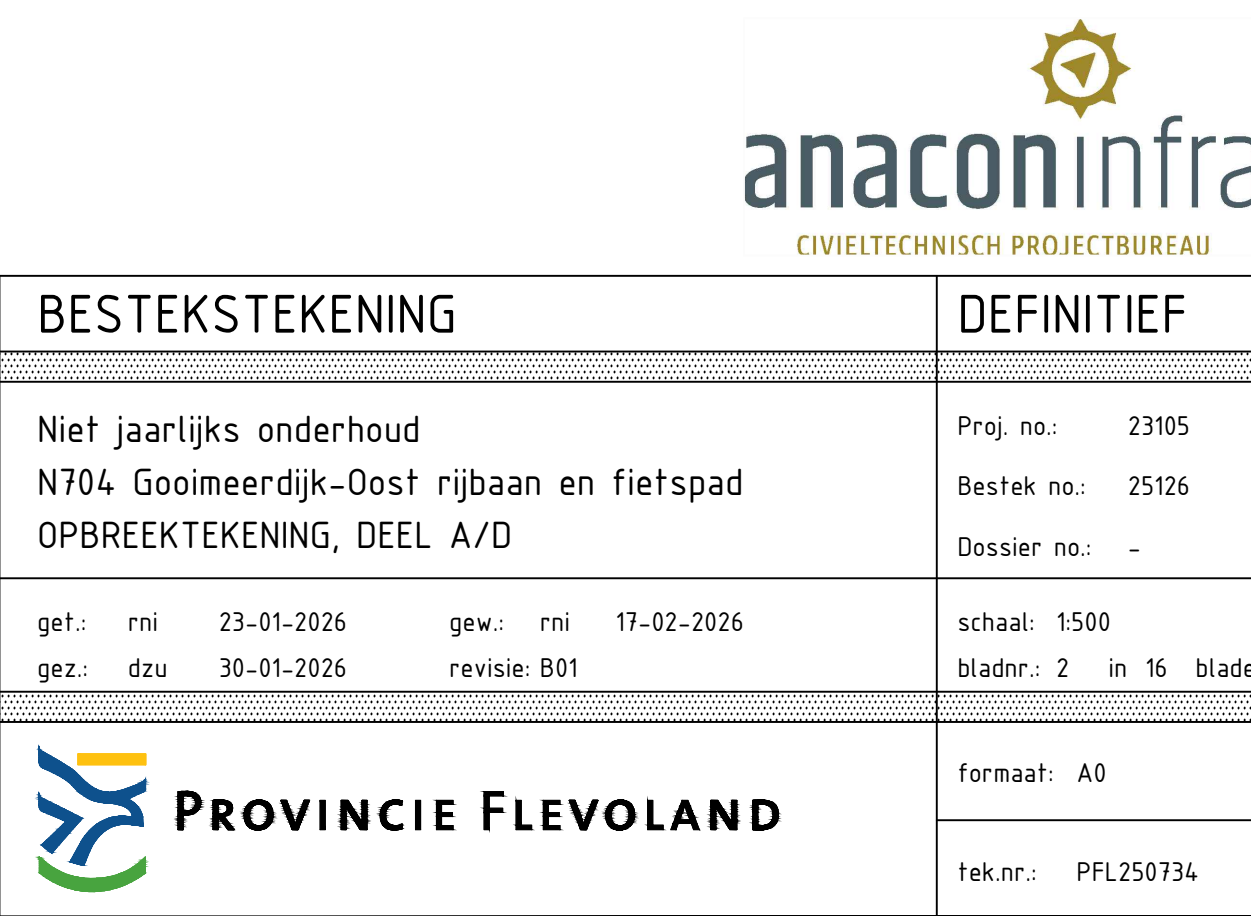 anaconinfra
CIVIELTECHNISCH PROJECTBUREAU
BESTEKSTEKENING
DEFINITIEF
Niet jaarlijks onderhoud
N704 Gooimeerdijk-Oost rijbaan en fietspad
OPBREEKTEKENING, DEEL A/D
Proj. no.: 23105
Bestek no.: 25126
Dossier no.: -
get.: rni 23-01-2026 gew.: rni 17-02-2026
gez.: dzu 30-01-2026 revisie: B01
schaal: 1:500
bladnr.: 2 in 16 blade
PROVINCIE FLEVOLAND
formaat: A0
tek.nr.: PFL250734